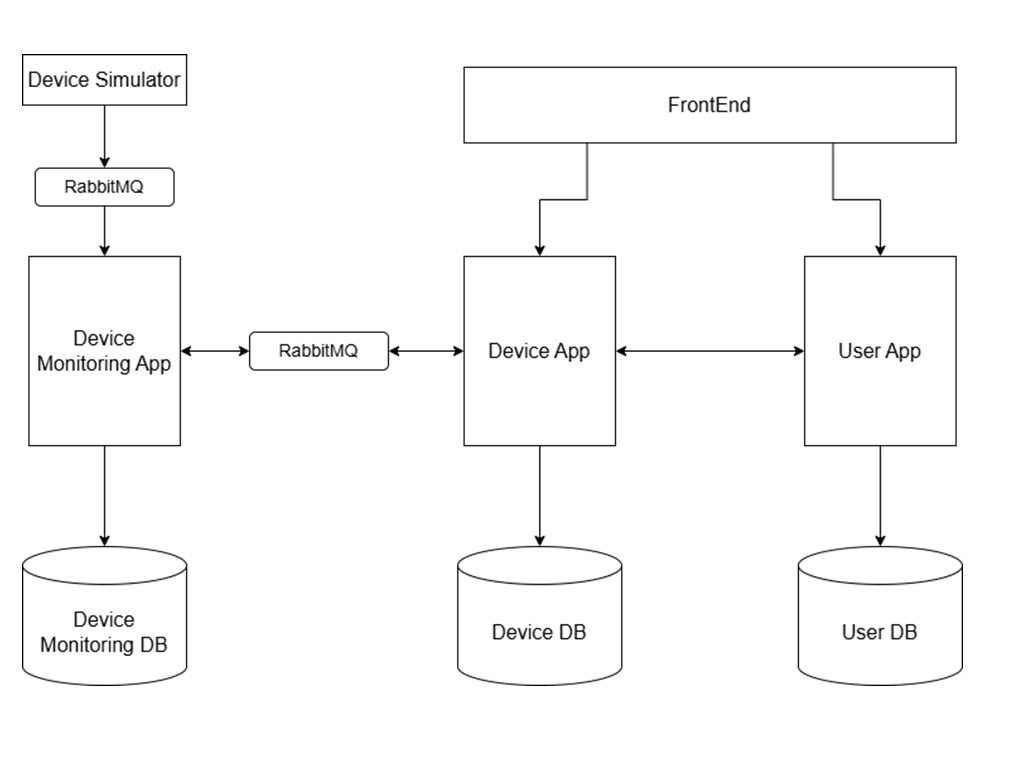 Device Simulator
FrontEnd
RabbitMQ
Device
Monitoring App
RabbitMQ
Device App
User App
Device
Monitoring DB
Device DB
User DB